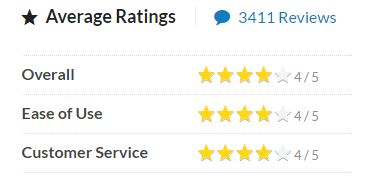 Average Ratings 3411 Reviews
Overall 4 / 5
Ease of Use 4 / 5
Customer Service 4 / 5